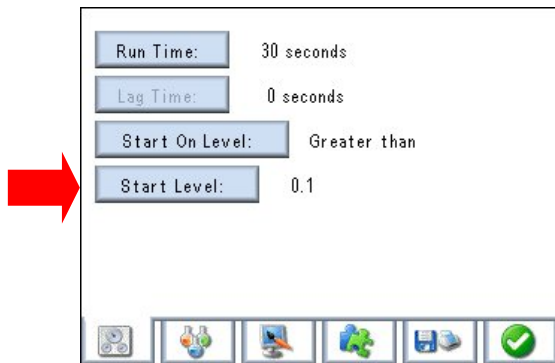 Run Time: 30 seconds
Lag Time: 0 seconds
Start On Level: Greater than
Start Level: 0.1